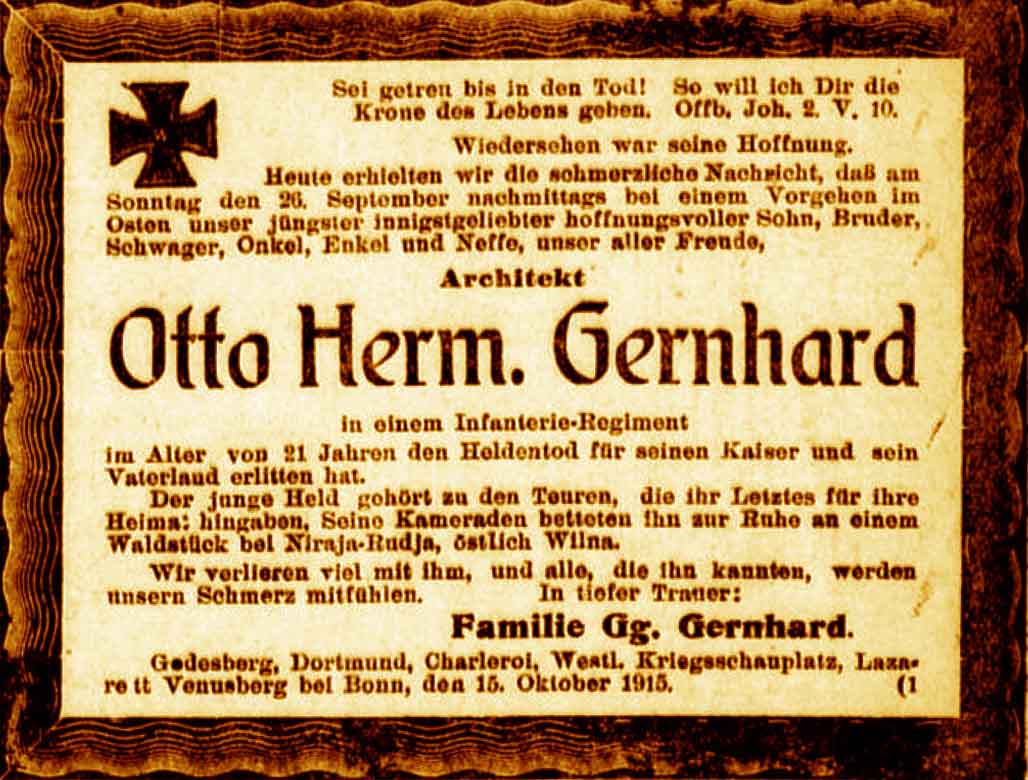 Sei getreu bis in den Tod! So will ich Dir die
Krone des Lebens geben. Offb. Joh. 2. V. 10.
Wiedersehen war seine Hoffnung.
Heute erhielten wir die schmerzliche Nachricht, daß am
Sonntag den 26. September nachmittags bei einem Vorgehen im
Osten unser jüngster innigstgeliebter hoffnungsvoller Sohn, Bruder,
Schwager, Onkel, Enkel und Neffe, unser aller Freude,
Architekt
Otto Herm. Gernhard
in einem Infanterie-Regiment
im Alter von 21 Jahren den Heldentod für seinen Kaiser und sein
Vaterland erlitten hat.
Der junge Held gehört zu den Teuren, die ihr Letztes für ihre
Heimat hingaben, Seine Kameraden betteten ihn zur Ruhe an einem
Waldstück bei Niraja-Rudja, östlich Wilna.
Wir verlieren viel mit ihm, und alle, die ihn kannten, werden
unsern Schmerz mitfühlen. In tiefer Trauer:
Familie Gg. Gernhard.
Godesberg, Dortmund, Charleroi, Westl. Kriegsschauplatz, Laza-
rett Venusberg bei Bonn, den 15. Oktober 1915. (1